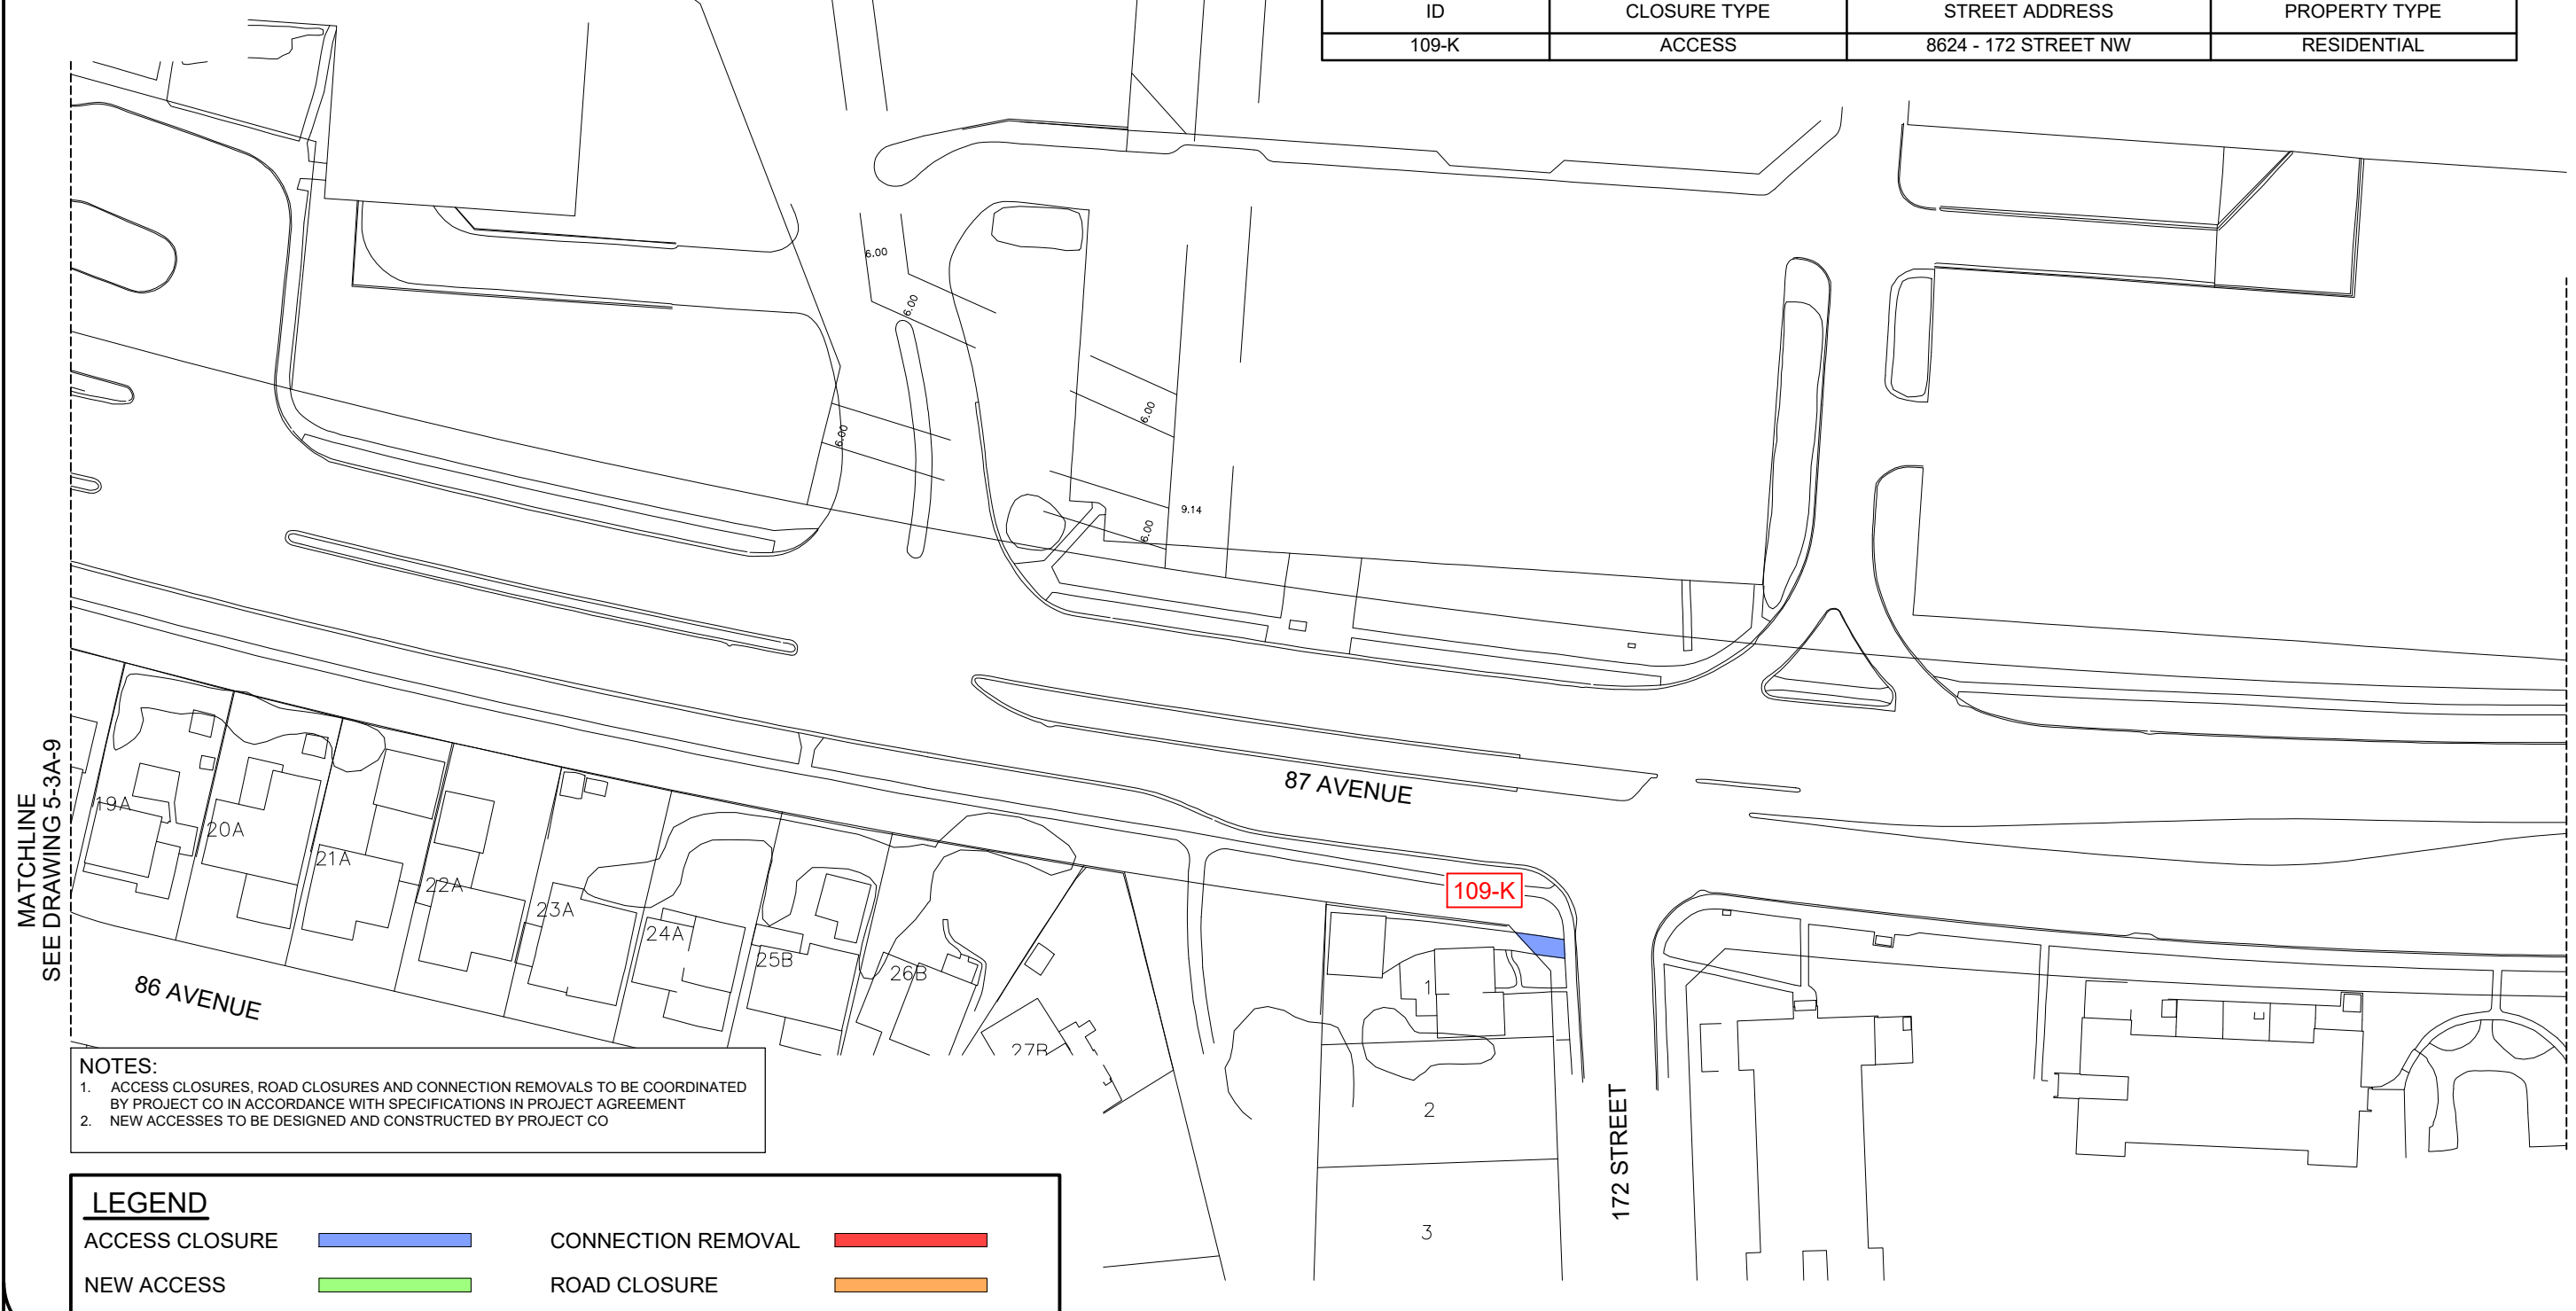 ID CLOSURE TYPE STREET ADDRESS PROPERTY TYPE
109-K ACCESS 8624 - 172 STREET NW RESIDENTIAL
6.00
6.00
6.00
6.00
9.14
6.00
87 AVENUE
MATCHLINE
SEE DRAWING 5-3A-9
19A
20A
21A
22A
23A
24A
25B
26B
27B
109-K
1
2
3
86 AVENUE
172 STREET
NOTES:
1. ACCESS CLOSURES, ROAD CLOSURES AND CONNECTION REMOVALS TO BE COORDINATED
BY PROJECT CO IN ACCORDANCE WITH SPECIFICATIONS IN PROJECT AGREEMENT
2. NEW ACCESSES TO BE DESIGNED AND CONSTRUCTED BY PROJECT CO
LEGEND
ACCESS CLOSURE CONNECTION REMOVAL
NEW ACCESS ROAD CLOSURE